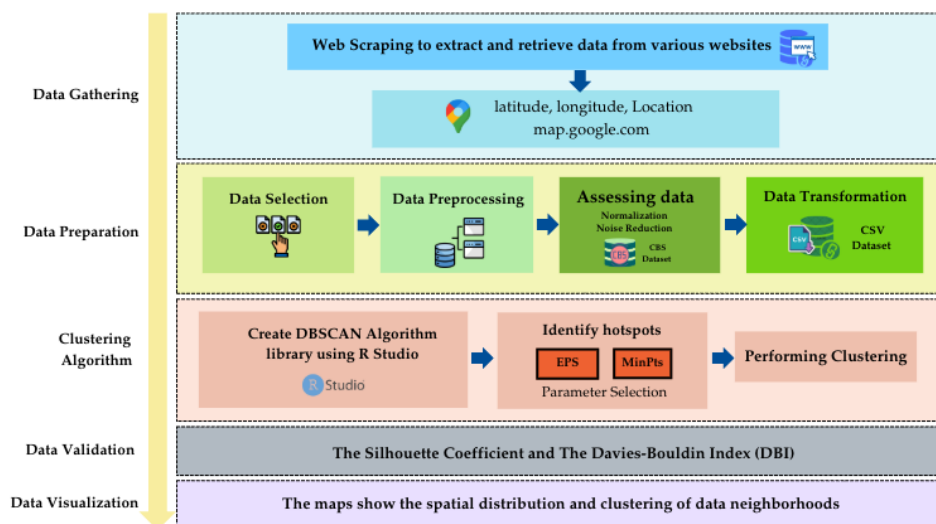 Data Gathering
Web Scraping to extract and retrieve data from various websites
WWW
latitude, longitude, Location
map.google.com
Data Preparation
Data Selection
Data Preprocessing
Assessing data
Normalization
Noise Reduction
CBS
CBS
Dataset
Data Transformation
CSV
CSV
Dataset
Clustering
Algorithm
Create DBSCAN Algorithm
library using R Studio
R Studio
Identify hotspots
EPS
MinPts
Parameter Selection
Performing Clustering
Data Validation
The Silhouette Coefficient and The Davies-Bouldin Index (DBI)
Data Visualization
The maps show the spatial distribution and clustering of data neighborhoods